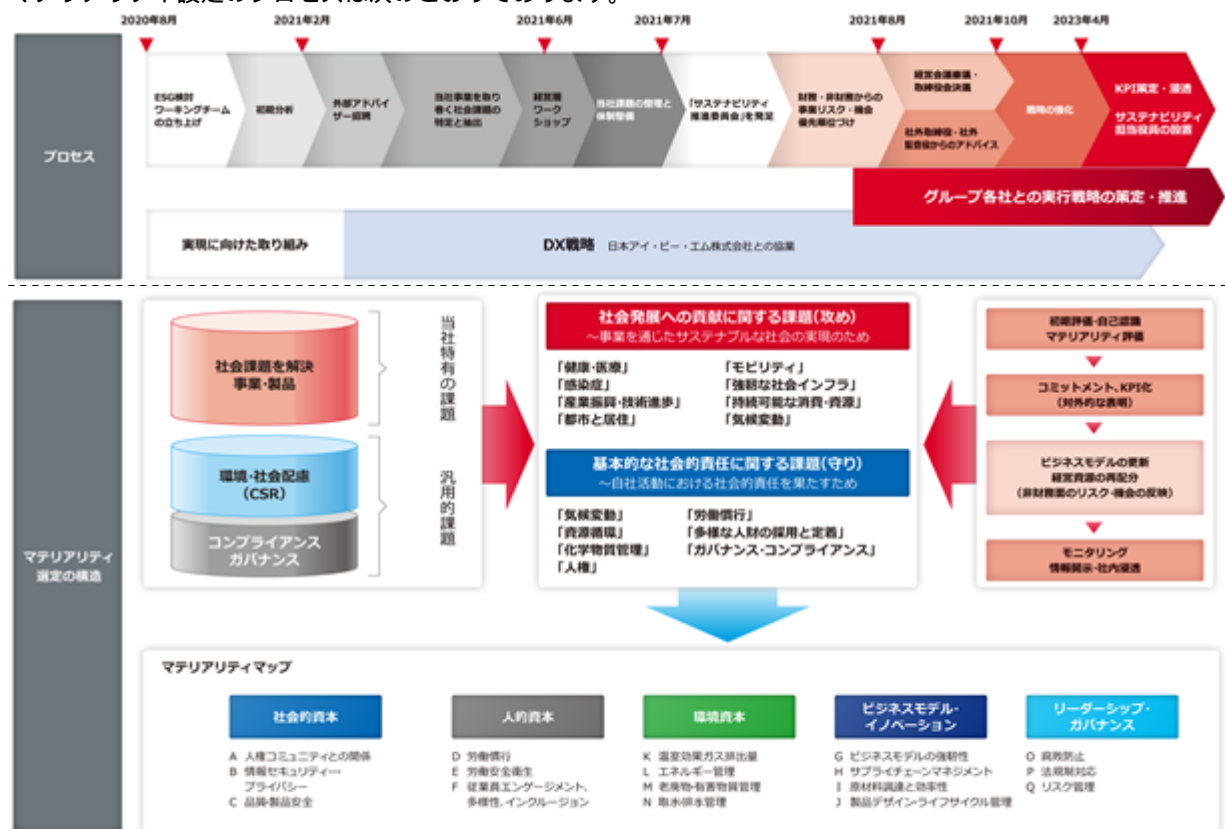 マテリアリティ設定のプロセスは次のとおりであります。
2020年8月
2021年2月
2021年6月
2021年7月
2021年8月
2021年10月
2023年4月
プロセス
ESG検討
ワーキングチーム
の立ち上げ
初期分析
外部アドバイ
ザー招聘
当社事業を取り
巻く社会課題の
特定と抽出
経営層
ワーク
ショップ
当社課題の整理と
体制整備
「サステナビリティ
推進委員会」を発足
財務・非財務からの
事業リスク・機会
優先順位づけ
経営会議審議・
取締役会決議
社外取締役・社外
監査役からのアドバイス
戦略の強化
KPI策定・浸透
サステナビリティ
担当役員の設置
グループ各社との実行戦略の策定・推進
実現に向けた取り組み
DX戦略 日本アイ・ビー・エム株式会社との協業
マテリアリティ
選定の構造
社会課題を解決
事業・製品
当社特有の課題
環境・社会配慮
(CSR)
コンプライアンス
ガバナンス
汎用的課題
社会発展への貢献に関する課題(攻め)
～事業を通じたサステナブルな社会の実現のため
「健康・医療」
「感染症」
「産業振興・技術進歩」
「都市と居住」
「モビリティ」
「強靭な社会インフラ」
「持続可能な消費・資源」
「気候変動」
基本的な社会的責任に関する課題(守り)
～自社活動における社会的責任を果たすため
「気候変動」
「資源循環」
「化学物質管理」
「人権」
「労働慣行」
「多様な人財の採用と定着」
「ガバナンス・コンプライアンス」
初期評価・自己認識
マテリアリティ評価
コミットメント、KPI化
(対外的な表明)
ビジネスモデルの更新
経営資源の再配分
(非財務面のリスク・機会の反映)
モニタリング
情報開示・社内浸透
マテリアリティマップ
社会的資本
A 人権コミュニティとの関係
B 情報セキュリティー・
プライバシー
C 品質・製品安全
人的資本
D 労働慣行
E 労働安全衛生
F 従業員エンゲージメント、
多様性、インクルージョン
環境資本
K 温室効果ガス排出量
L エネルギー管理
M 老廃物・有害物質管理
N 取水・排水管理
ビジネスモデル・
イノベーション
G ビジネスモデルの強靭性
H サプライチェーンマネジメント
I 原材料調達と効率性
J 製品デザイン・ライフサイクル管理
リーダーシップ・
ガバナンス
O 腐敗防止
P 法規制対応
Q リスク管理